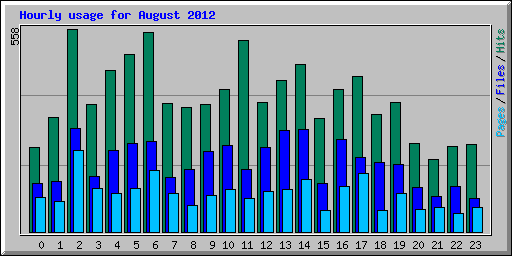 Hourly usage for August 2012
558
Pages / Files / Hits
0 1 2 3 4 5 6 7 8 9 10 11 12 13 14 15 16 17 18 19 20 21 22 23